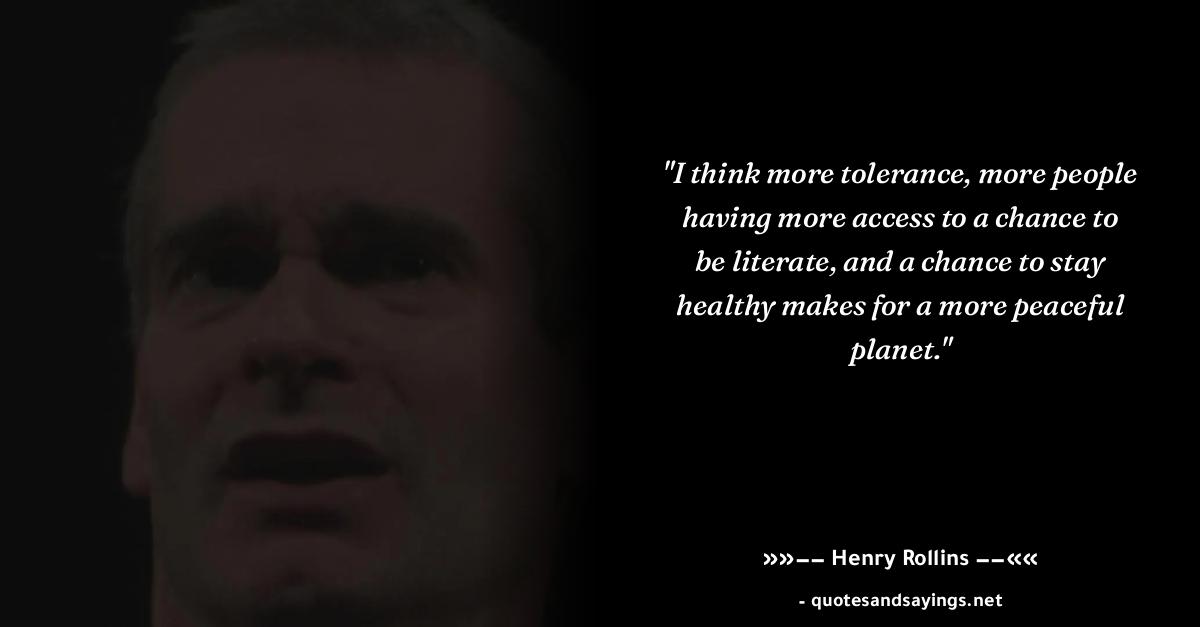 "I think more tolerance, more people
having more access to a chance to
be literate, and a chance to stay
healthy makes for a more peaceful
planet."
»»–– Henry Rollins ––««
- quotesandsayings.net